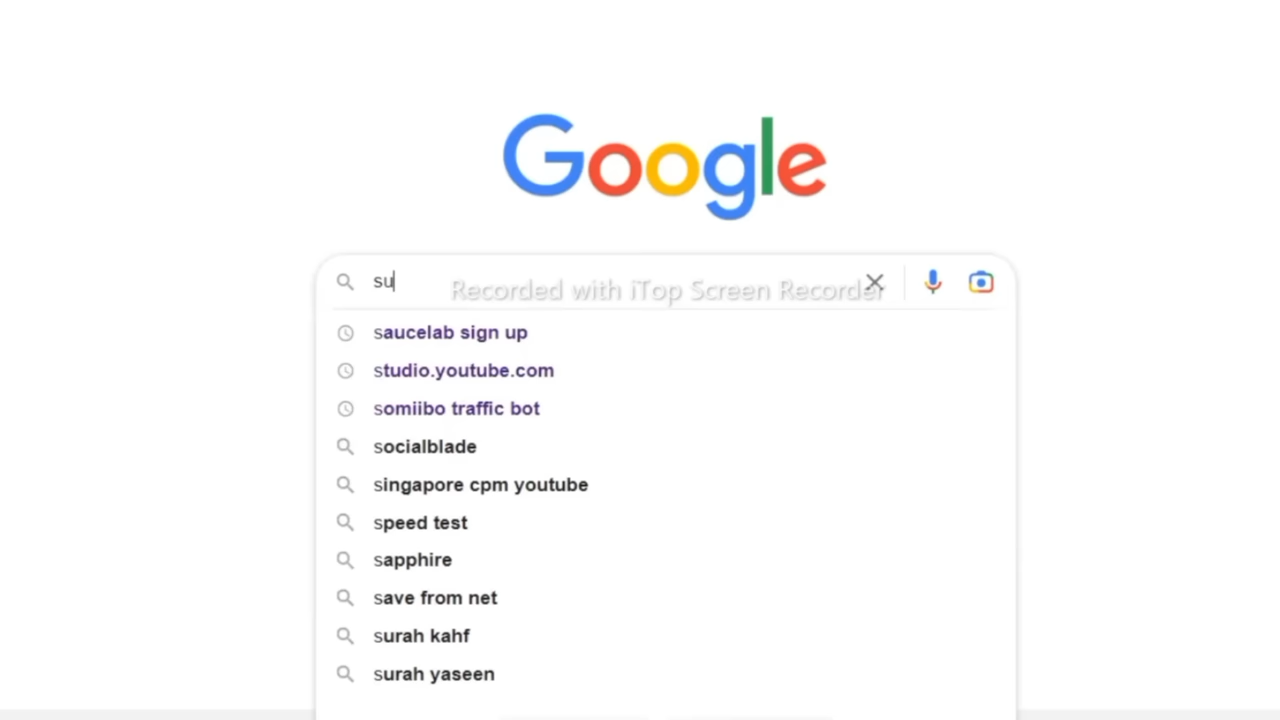 Google
su
Recorded with iTop Screen Recorder
saucelab sign up
studio.youtube.com
somiibo traffic bot
socialblade
singapore cpm youtube
speed test
sapphire
save from net
surah kahf
surah yaseen